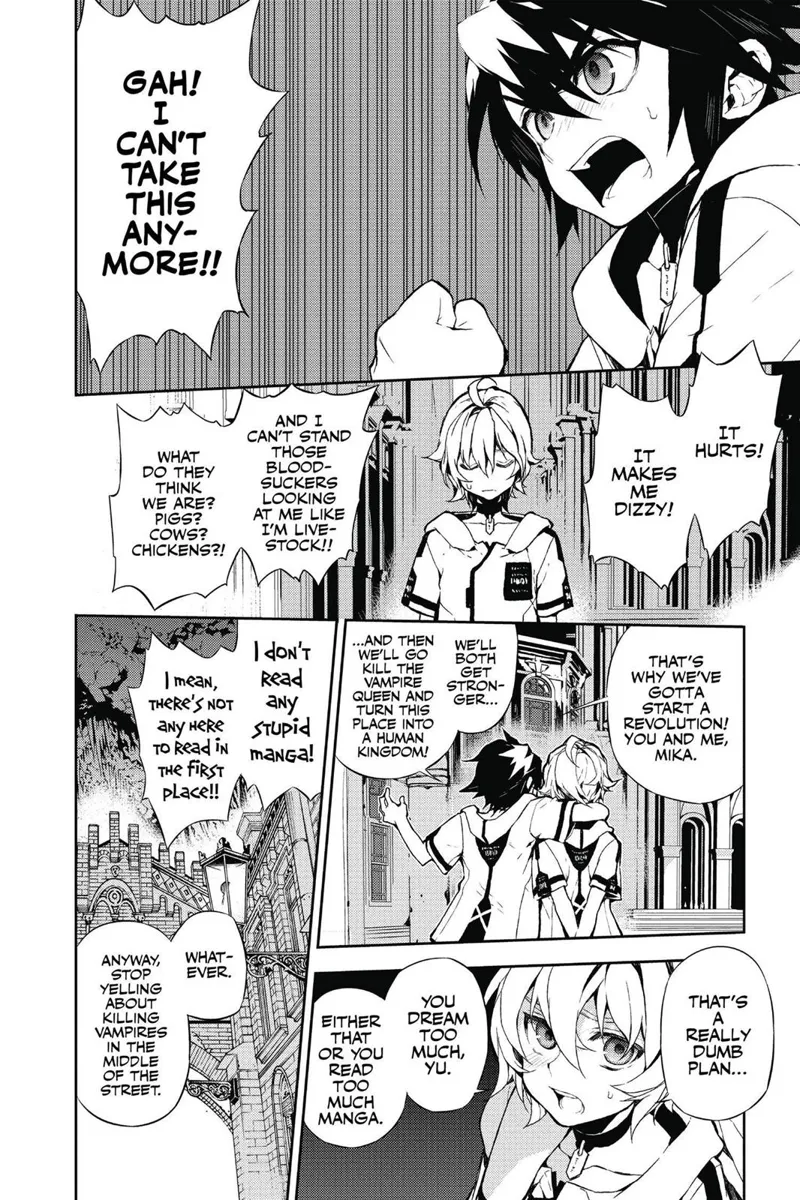 GAH!
I
CAN'T
TAKE
THIS
ANY-
MORE!!
IT
HURTS!
IT
MAKES
ME
DIZZY!
AND I
CAN'T STAND
THOSE
BLOOD-
SUCKERS
LOOKING
AT ME LIKE
I'M LIVE-
STOCK!!
WHAT
DO THEY
THINK
WE ARE?
PIGS?
COWS?
CHICKENS?!
THAT'S
WHY WE'VE
GOTTA
START A
REVOLUTION!
YOU AND ME,
MIKA.
WE'LL
BOTH
GET
STRON-
GER...
...AND THEN
WE'LL GO
KILL THE
VAMPIRE
QUEEN AND
TURN THIS
PLACE INTO
A HUMAN
KINGDOM!
THAT'S
A
REALLY
DUMB
PLAN...
YOU
DREAM
TOO
MUCH,
YU.
EITHER
THAT
OR YOU
READ
TOO
MUCH
MANGA.
I DON'T
READ
ANY
STUPID
MANGA!
I MEAN,
THERE'S NOT
ANY HERE
TO READ IN
THE FIRST
PLACE!!
WHAT-
EVER.
ANYWAY,
STOP
YELLING
ABOUT
KILLING
VAMPIRES
IN THE
MIDDLE
OF THE
STREET.